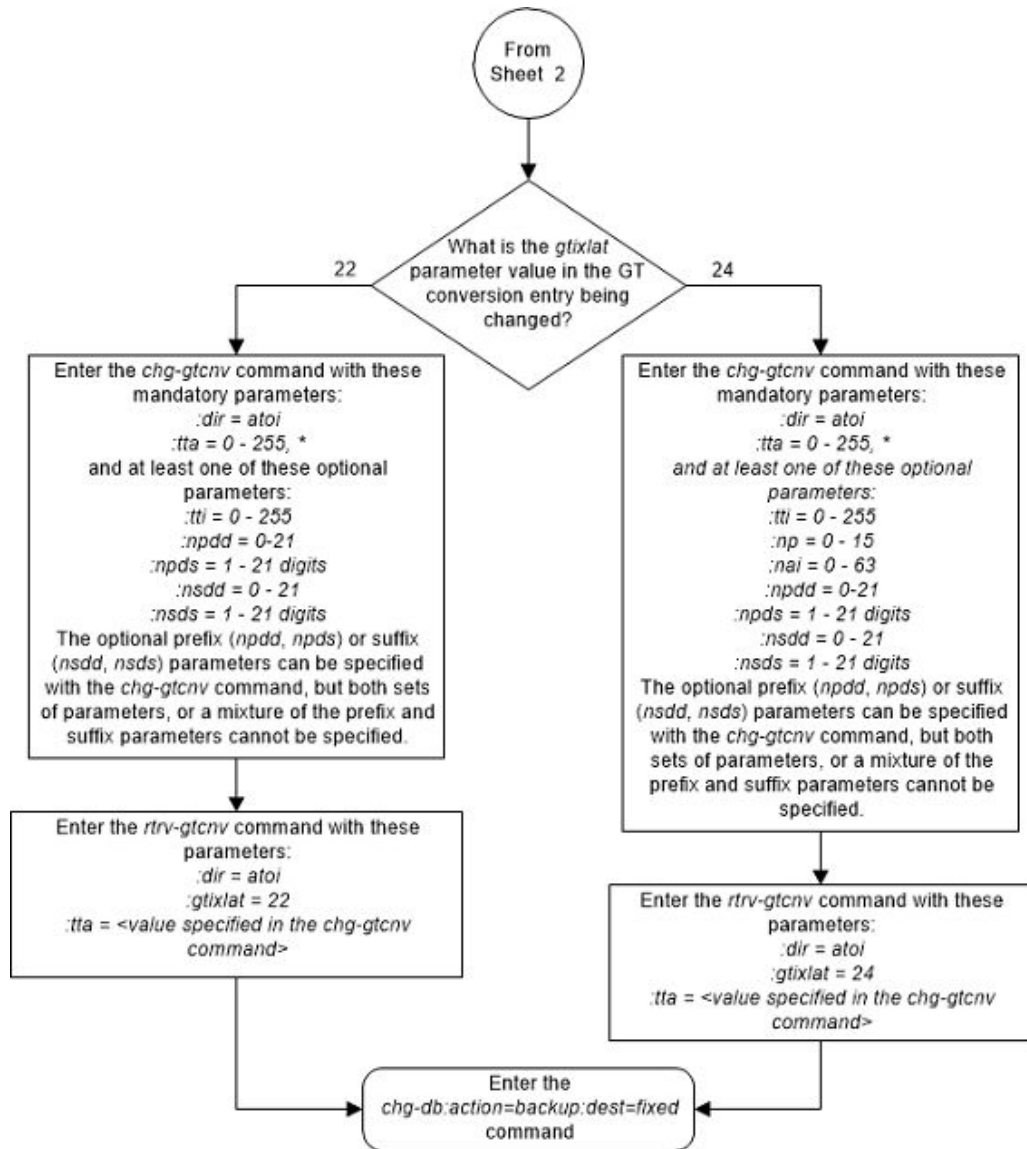 From
Sheet 2
What is the gtixlat
parameter value in the GT
conversion entry being
changed?
22
24
Enter the chg-gtcnv command with these
mandatory parameters:
:dir = atoi
:tta = 0 - 255, *
and at least one of these optional
parameters:
:tti = 0 - 255
:npdd = 0-21
:npds = 1 - 21 digits
:nsdd = 0 - 21
:nsds = 1 - 21 digits
The optional prefix (npdd, npds) or suffix
(nsdd, nsds) parameters can be specified
with the chg-gtcnv command, but both sets
of parameters, or a mixture of the prefix and
suffix parameters cannot be specified.
Enter the rtrv-gtcnv command with these
parameters:
:dir = atoi
:gtixlat = 22
:tta = <value specified in the chg-gtcnv
command>
Enter the chg-gtcnv command with these
mandatory parameters:
:dir = atoi
:tta = 0 - 255, *
and at least one of these optional
parameters:
:tti = 0 - 255
:np = 0 - 15
:nai = 0 - 63
:npdd = 0-21
:npds = 1 - 21 digits
:nsdd = 0 - 21
:nsds = 1 - 21 digits
The optional prefix (npdd, npds) or suffix
(nsdd, nsds) parameters can be specified
with the chg-gtcnv command, but both
sets of parameters, or a mixture of the
prefix and suffix parameters cannot be
specified.
Enter the rtrv-gtcnv command with these
parameters:
:dir = atoi
:gtixlat = 24
:tta = <value specified in the chg-gtcnv
command>
Enter the
chg-db:action=backup:dest=fixed
command